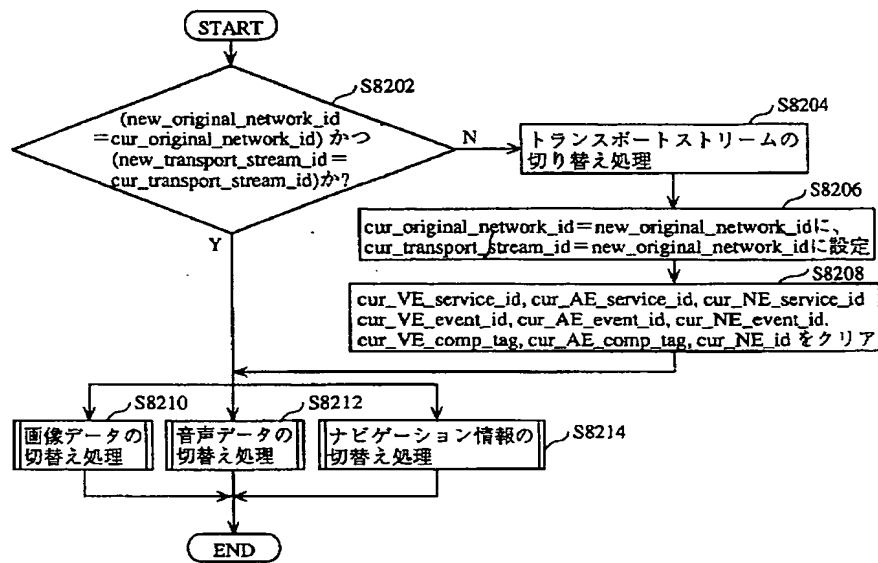 START
S8202
(new_original_network_id
=cur_original_network_id) かつ
(new_transport_stream_id=
cur_transport_stream_id)か?
N
Y
S8204
トランスポートストリームの
切り替え処理
S8206
cur_original_network_id=new_original_network_idに、
cur_transport_stream_id=new_original_network_idに設定
S8208
cur_VE_service_id, cur_AE_service_id, cur_NE_service_id
cur_VE_event_id, cur_AE_event_id, cur_NE_event_id.
cur_VE_comp_tag, cur_AE_comp_tag, cur_NE_id をクリア
S8210
画像データの
切替え処理
S8212
音声データの
切替え処理
S8214
ナビゲーション情報の
切替え処理
END